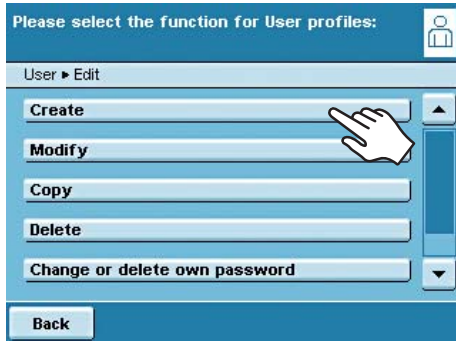 Please select the function for User profiles:
User ▸ Edit
Create
Modify
Copy
Delete
Change or delete own password
Back